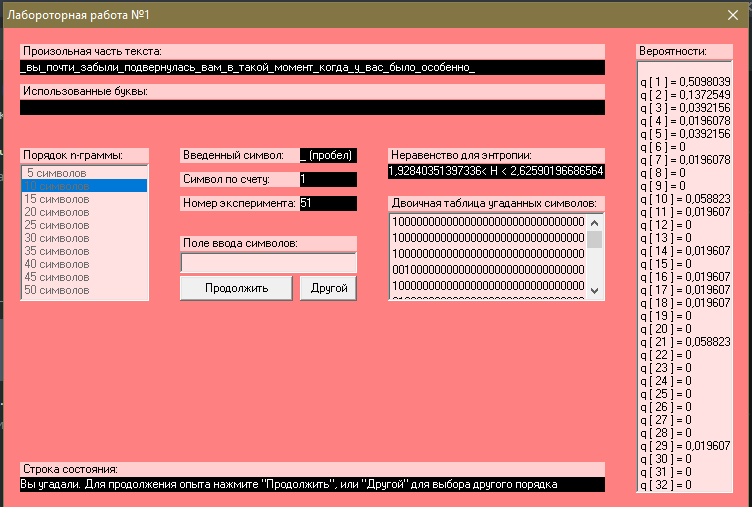 Лабороторная работа №1
Произольная часть текста:
_вы_почти_забыли_подвернулась_вам_в_такой_момент_когда_у_вас_было_особенно_
Использованные буквы:
Порядок n-граммы:
5 символов
10 символов
15 символов
20 символов
25 символов
30 символов
35 символов
40 символов
45 символов
50 символов
Введенный символ: _ (пробел)
Символ по счету: 1
Номер эксперимента: 51
Поле ввода символов:
Продолжить Другой
Неравенство для энтропии:
1,92840351397336< H < 2,62590196686564
Двоичная таблица угаданных символов:
10000000000000000000000000000
10000000000000000000000000000
10000000000000000000000000000
00100000000000000000000000000
10000000000000000000000000000
Вероятности:
q [ 1 ] = 0,5098039
q [ 2 ] = 0,1372549
q [ 3 ] = 0,0392156
q [ 4 ] = 0,0196078
q [ 5 ] = 0,0392156
q [ 6 ] = 0
q [ 7 ] = 0,0196078
q [ 8 ] = 0
q [ 9 ] = 0
q [ 10 ] = 0,058823
q [ 11 ] = 0,019607
q [ 12 ] = 0
q [ 13 ] = 0
q [ 14 ] = 0,019607
q [ 15 ] = 0
q [ 16 ] = 0,019607
q [ 17 ] = 0,019607
q [ 18 ] = 0,019607
q [ 19 ] = 0
q [ 20 ] = 0
q [ 21 ] = 0,058823
q [ 22 ] = 0
q [ 23 ] = 0
q [ 24 ] = 0
q [ 25 ] = 0
q [ 26 ] = 0
q [ 27 ] = 0
q [ 28 ] = 0
q [ 29 ] = 0,019607
q [ 30 ] = 0
q [ 31 ] = 0
q [ 32 ] = 0
Строка состояния:
Вы угадали. Для продолжения опыта нажмите "Продолжить", или "Другой" для выбора другого порядка